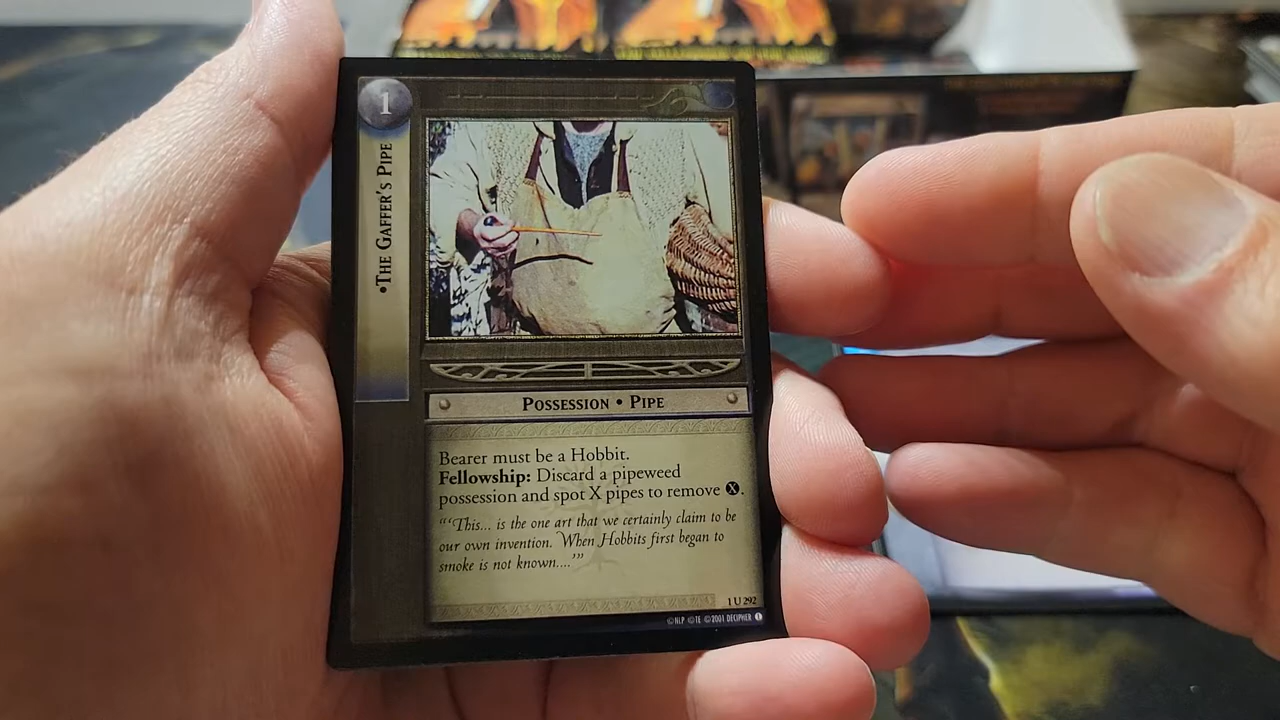 1
•The Gaffer's Pipe
Possession • Pipe
Bearer must be a Hobbit.
Fellowship: Discard a pipeweed
possession and spot X pipes to remove X.
"'This... is the one art that we certainly claim to be
our own invention. When Hobbits first began to
smoke is not known....'"
1 U 292
©NLP ©TE ©2001 DECIPHER